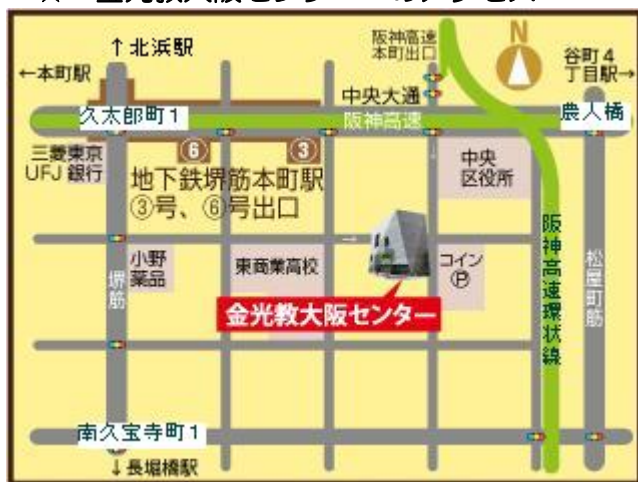 ↑北浜駅
阪神高速
本町出口
N
谷町4
丁目駅→
←本町駅
中央大通
久太郎町1
阪神高速
農人橋
三菱東京
UFJ銀行
⑥
③
地下鉄堺筋本町駅
③号、⑥号出口
中央
区役所
堺筋
小野
薬品
東商業高校
→
コイン
Ⓟ
阪神高速環状線
松屋町筋
金光教大阪センター
南久宝寺町1
↓長堀橋駅